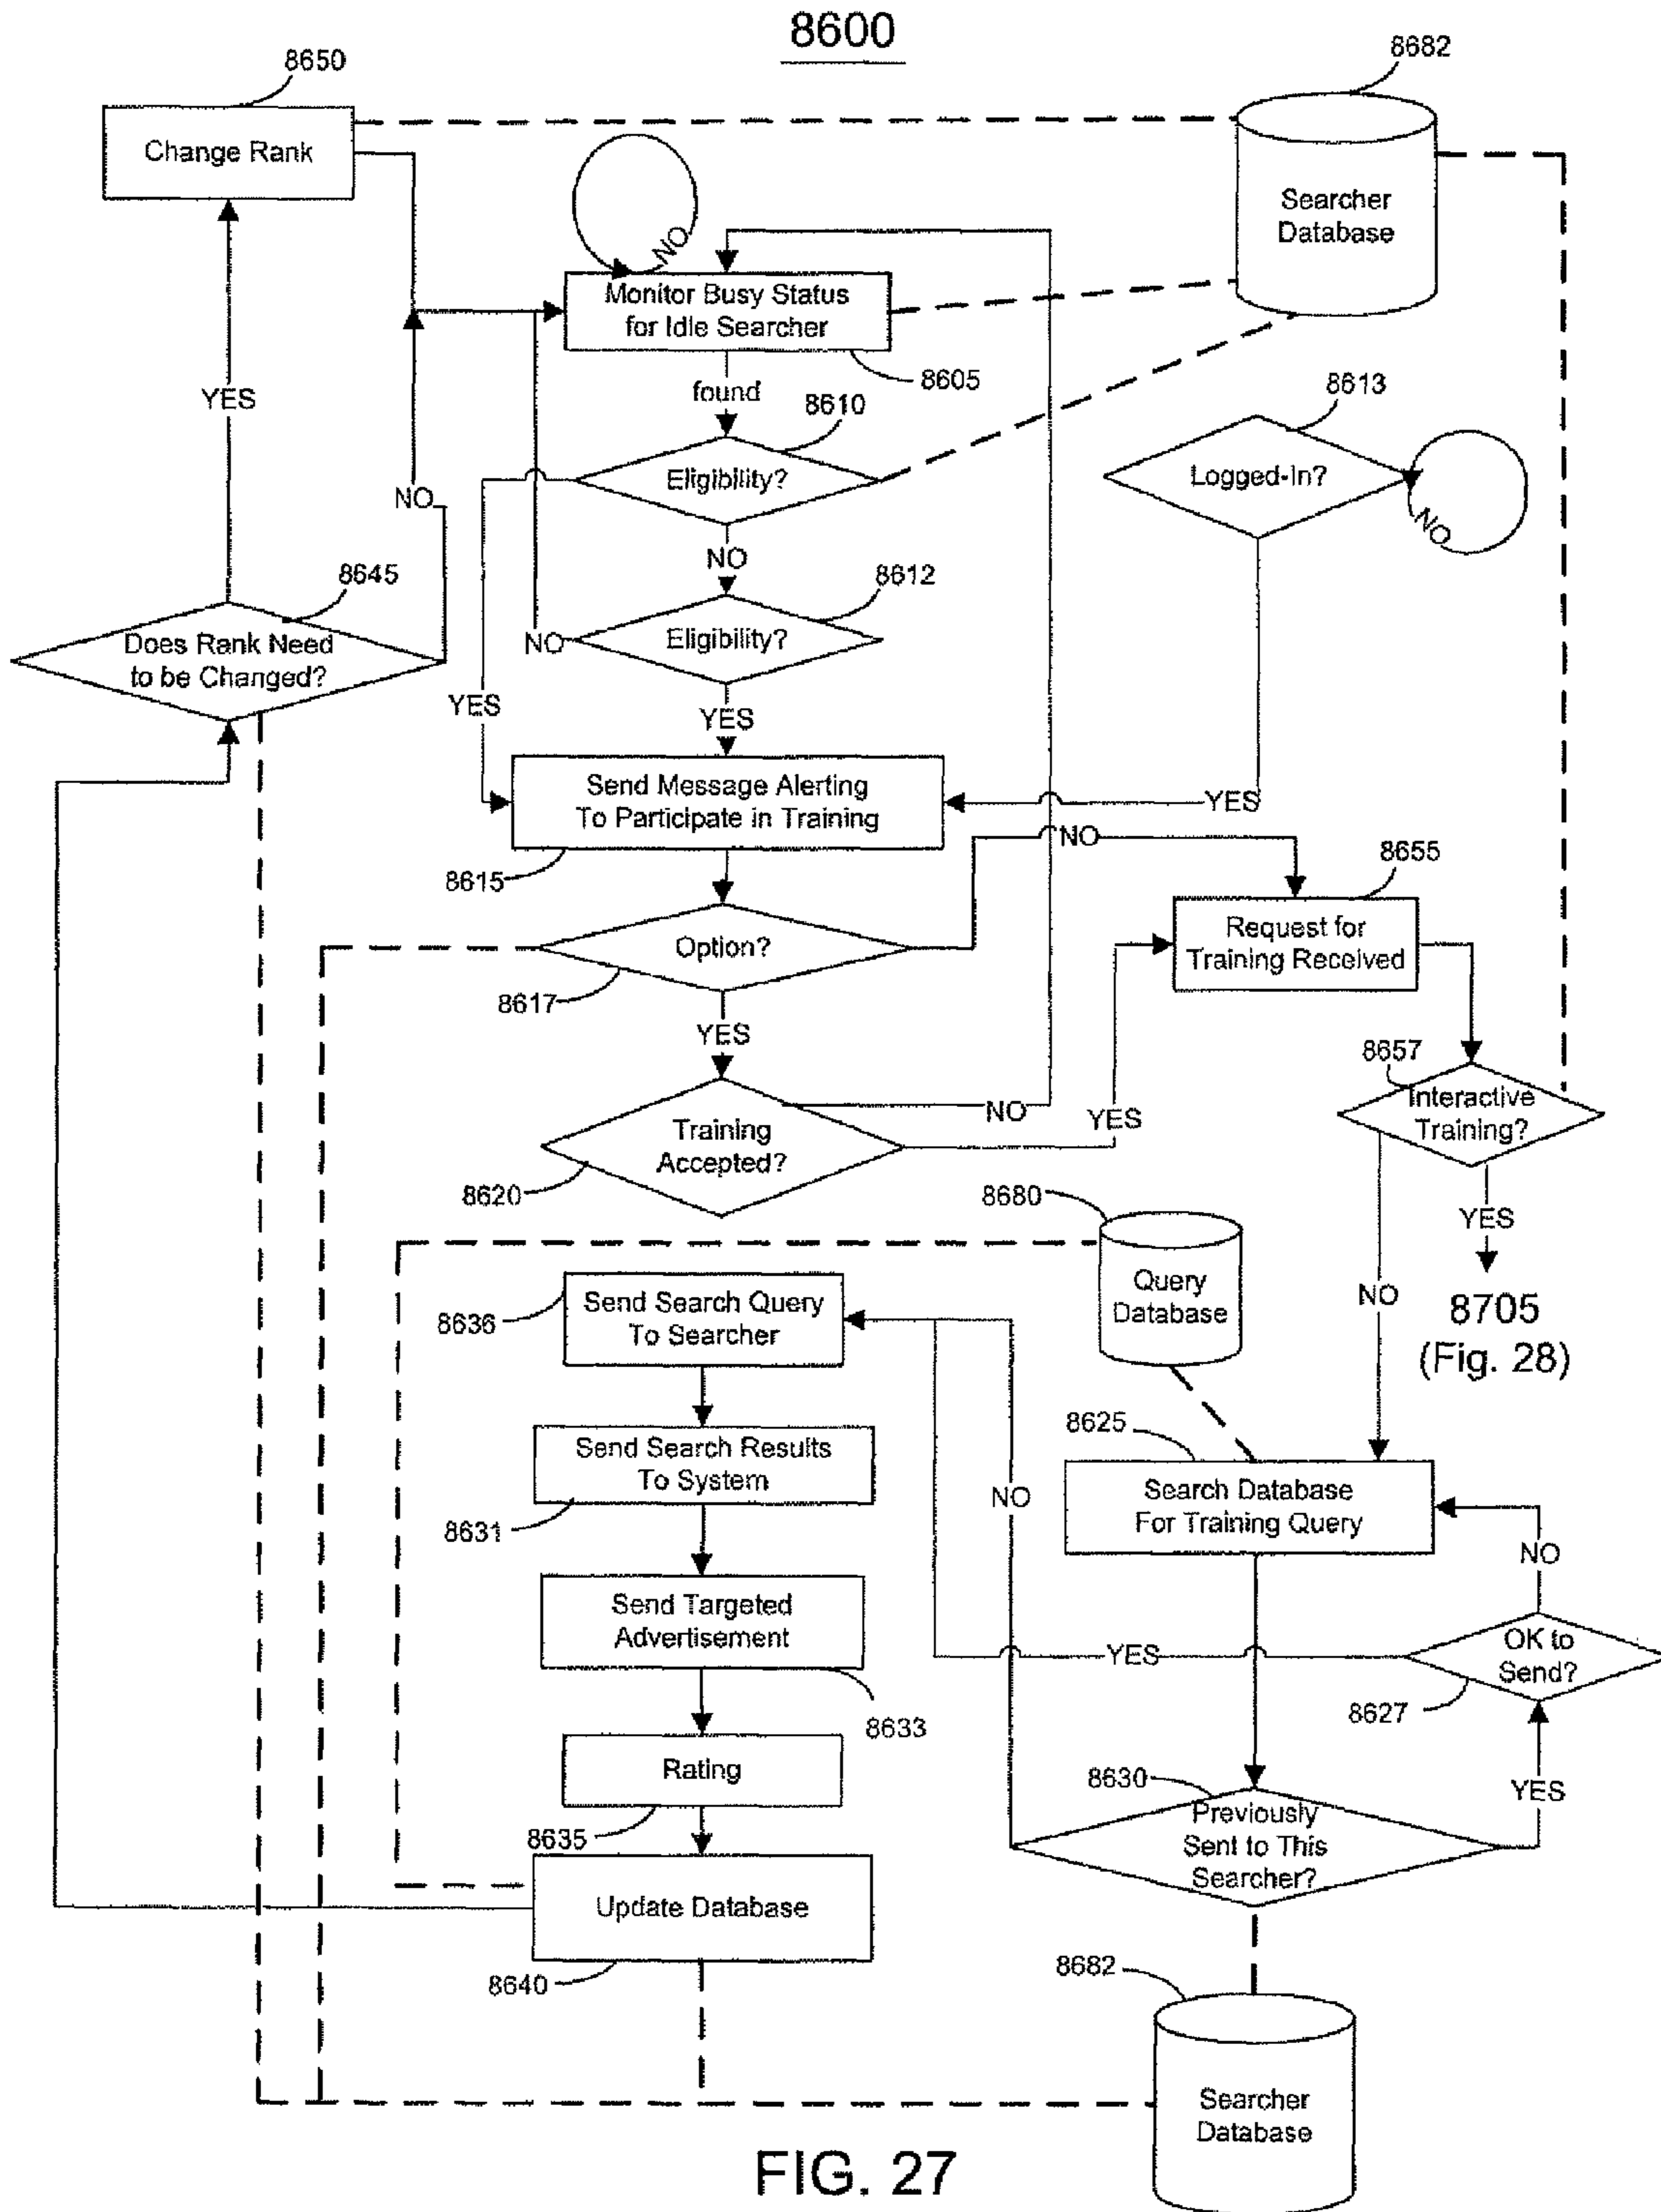 8600
8650
8682
Change Rank
Searcher
Database
NO
Monitor Busy Status
for Idle Searcher
8605
found
YES
8610
8613
Eligibility?
Logged-In?
NO
NO
NO
8645
8612
Does Rank Need
to be Changed?
NO
Eligibility?
YES
YES
Send Message Alerting
To Participate in Training
YES
8615
NO
8655
Option?
Request for
Training Received
8617
YES
8657
Interactive
Training?
NO
YES
Training
Accepted?
8620
8680
YES
Query
Database
NO
8705
(Fig. 28)
8636
Send Search Query
To Searcher
8625
Send Search Results
To System
8631
NO
Search Database
For Training Query
NO
Send Targeted
Advertisement
OK to
Send?
YES
8633
8627
Rating
8630
YES
8635
Previously
Sent to This
Searcher?
Update Database
8640
8682
Searcher
Database
FIG. 27